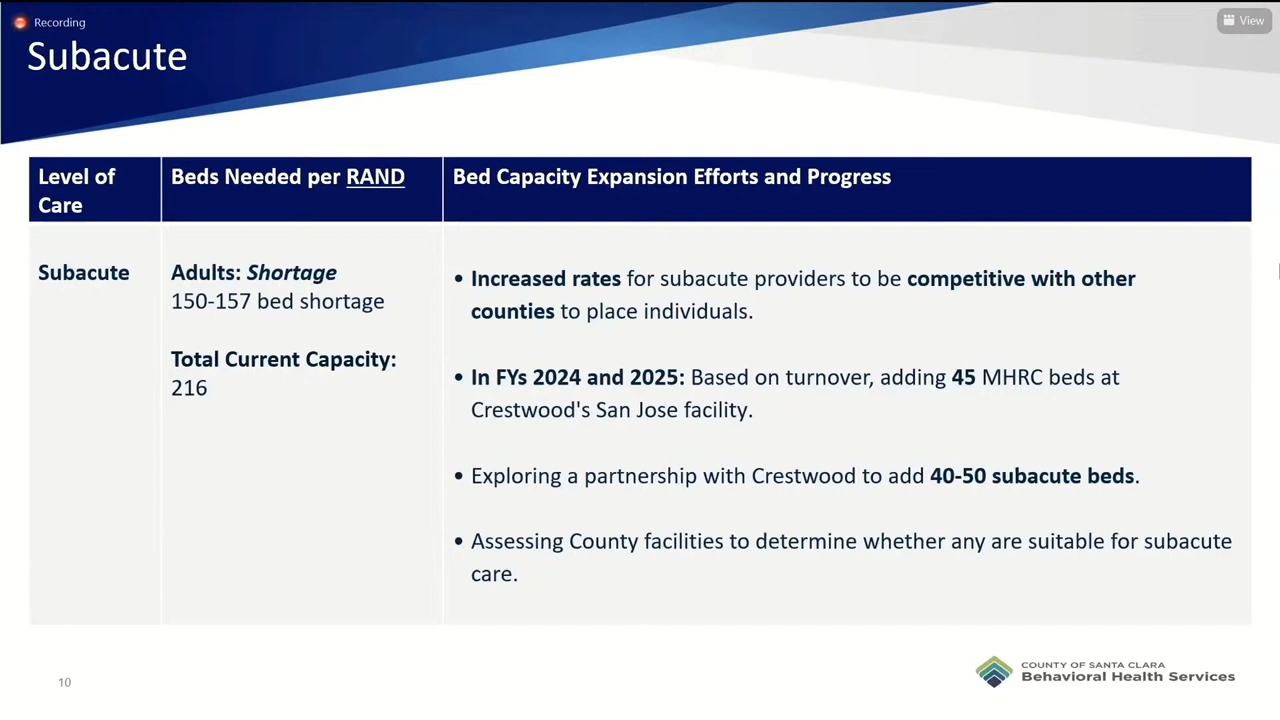 Recording
View
Subacute
Level of
Care
Beds Needed per RAND
Bed Capacity Expansion Efforts and Progress
Subacute
Adults: Shortage
150-157 bed shortage
Total Current Capacity:
216
• Increased rates for subacute providers to be competitive with other
counties to place individuals.
• In FYs 2024 and 2025: Based on turnover, adding 45 MHRC beds at
Crestwood's San Jose facility.
• Exploring a partnership with Crestwood to add 40-50 subacute beds.
• Assessing County facilities to determine whether any are suitable for subacute
care.
10
COUNTY OF SANTA CLARA
Behavioral Health Services